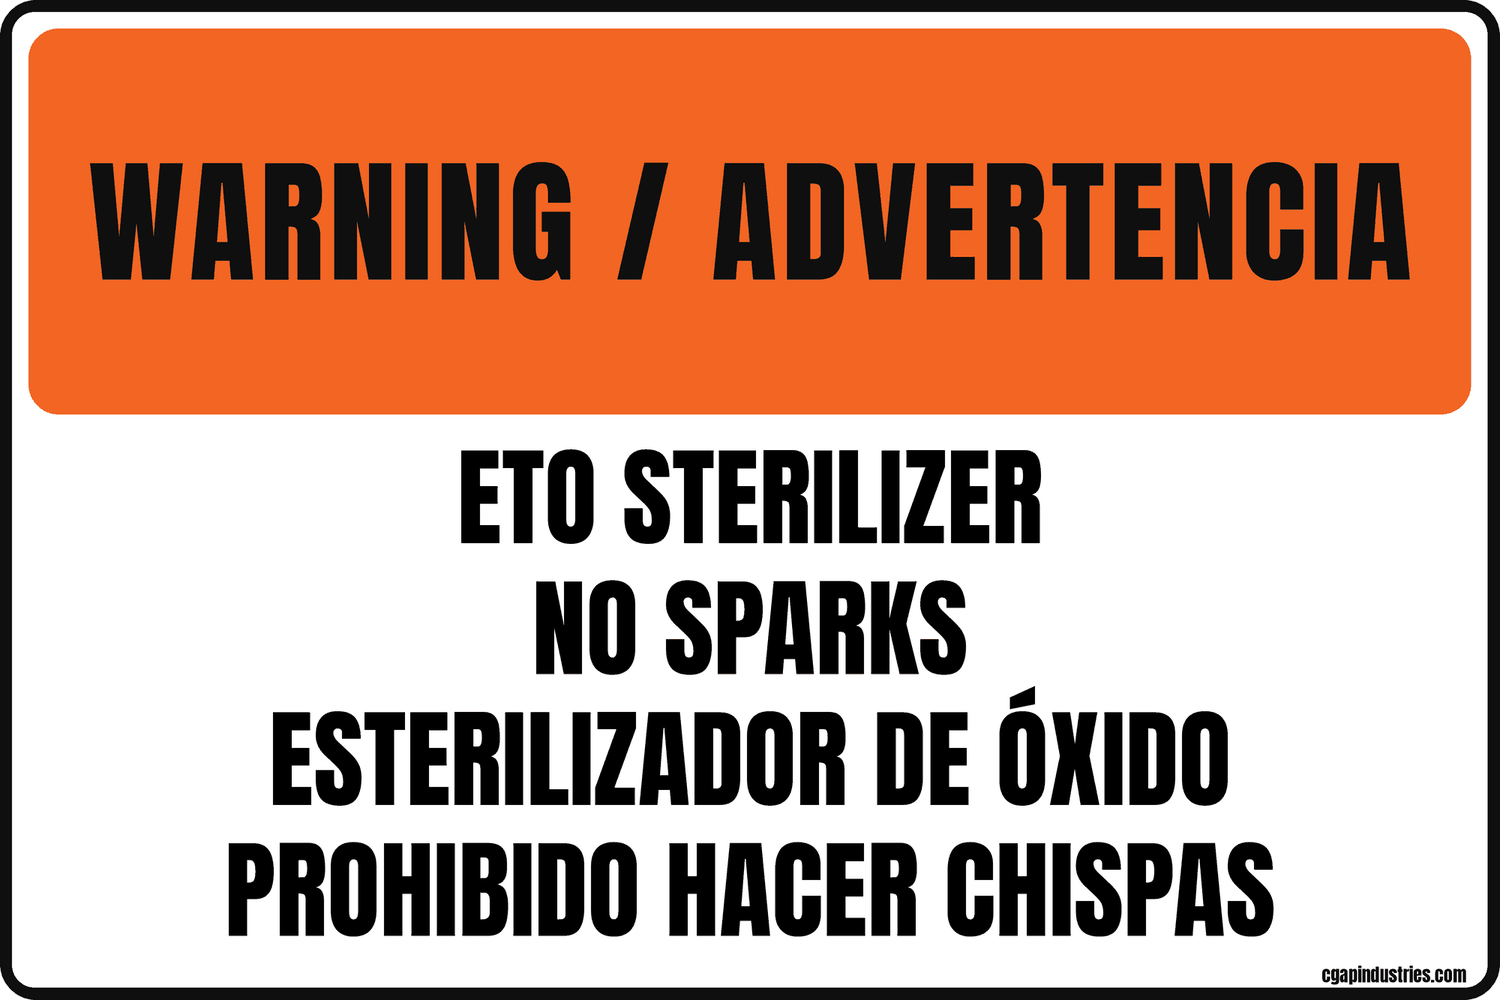 WARNING / ADVERTENCIA
ETO STERILIZER
NO SPARKS
ESTERILIZADOR DE ÓXIDO
PROHIBIDO HACER CHISPAS
cgapindustries.com